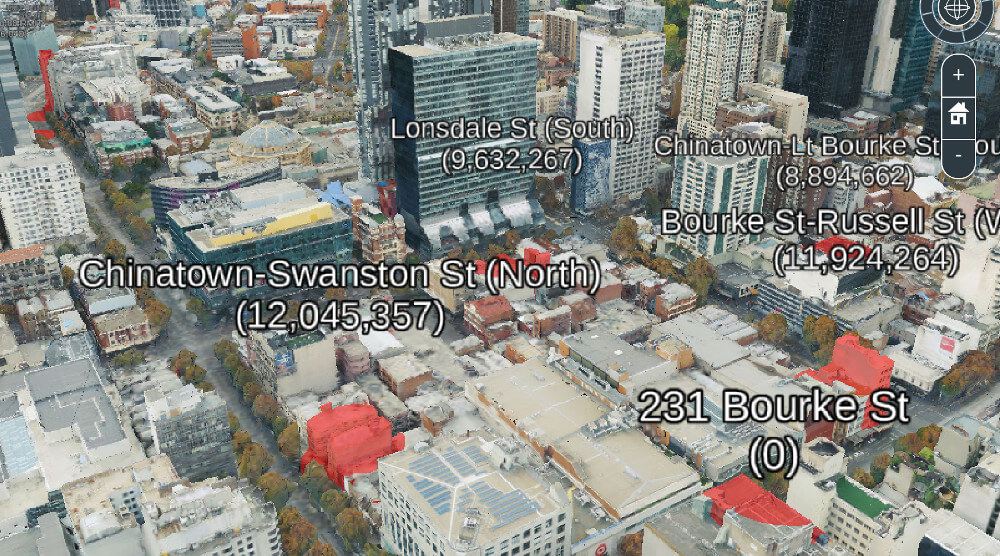 Lonsdale St (South)
(9,632,267)
Chinatown-Lt Bourke St
(8,894,662)
Bourke St-Russell St (W
(11,924,264)
Chinatown-Swanston St (North)
(12,045,357)
231 Bourke St
(0)
+
-